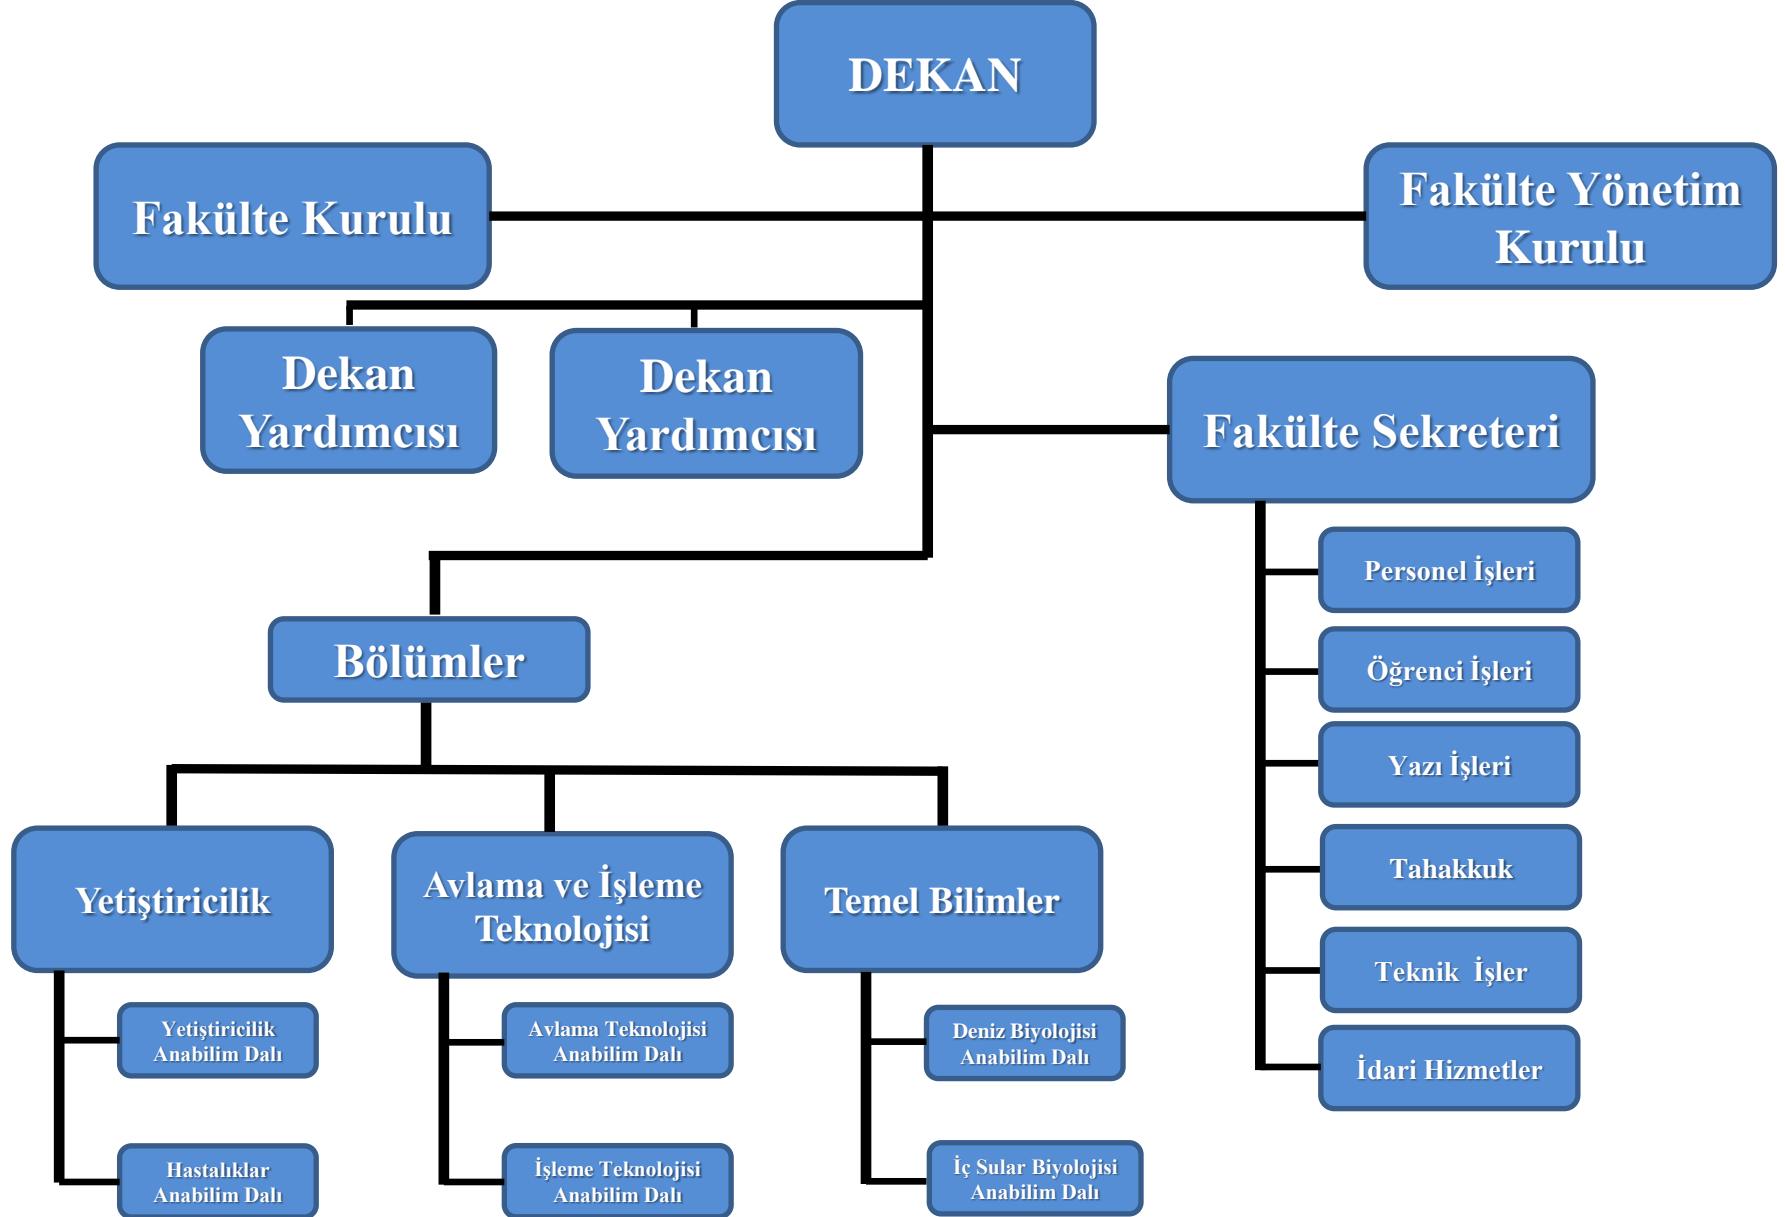 DEKAN
Fakülte Kurulu
Fakülte Yönetim
Kurulu
Dekan
Yardımcısı
Dekan
Yardımcısı
Fakülte Sekreteri
Personel İşleri
Öğrenci İşleri
Yazı İşleri
Tahakkuk
Teknik İşler
İdari Hizmetler
Bölümler
Yetiştiricilik
Avlama ve İşleme
Teknolojisi
Temel Bilimler
Yetiştiricilik
Anabilim Dalı
Hastalıklar
Anabilim Dalı
Avlama Teknolojisi
Anabilim Dalı
İşleme Teknolojisi
Anabilim Dalı
Deniz Biyolojisi
Anabilim Dalı
İç Sular Biyolojisi
Anabilim Dalı